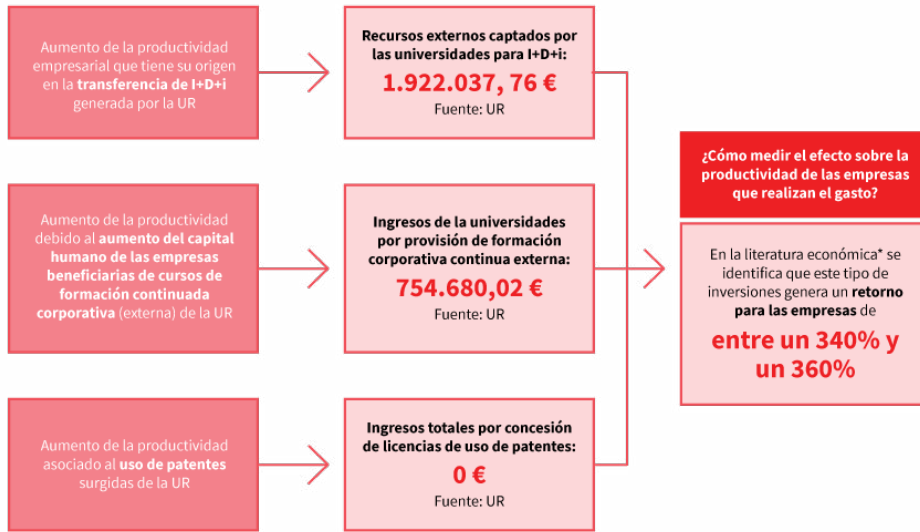 Aumento de la productividad
empresarial que tiene su origen
en la transferencia de I+D+i
generada por la UR
Recursos externos captados por
las universidades para I+D+i:
1.922.037, 76 €
Fuente: UR
Aumento de la productividad
debido al aumento del capital
humano de las empresas
beneficiarias de cursos de
formación continuada
corporativa (externa) de la UR
Ingresos de la universidades
por provisión de formación
corporativa continua externa:
754.680,02 €
Fuente: UR
Aumento de la productividad
asociado al uso de patentes
surgidas de la UR
Ingresos totales por concesión
de licencias de uso de patentes:
0 €
Fuente: UR
¿Cómo medir el efecto sobre la
productividad de las empresas
que realizan el gasto?
En la literatura económica* se
identifica que este tipo de
inversiones genera un retorno
para las empresas de
entre un 340% y
un 360%